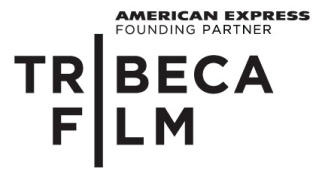 AMERICAN EXPRESS
FOUNDING PARTNER
TRIBECA
FILM